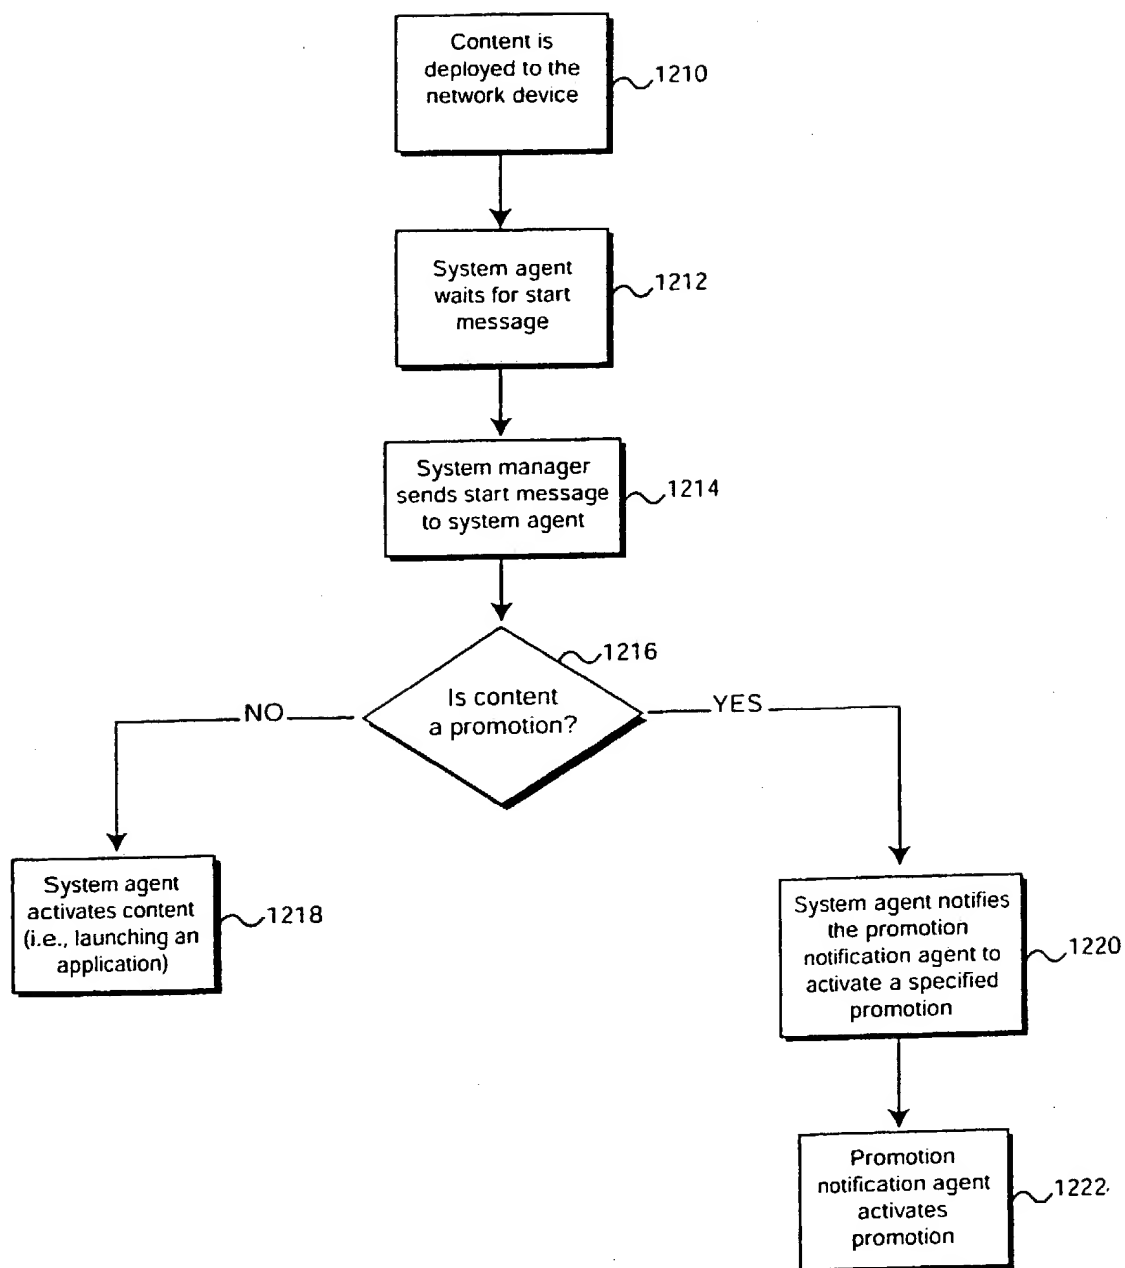 Content is
deployed to the
network device
1210
System agent
waits for start
message
1212
System manager
sends start message
to system agent
1214
1216
Is content
a promotion?
NO
YES
System agent
activates content
(i.e., launching an
application)
1218
System agent notifies
the promotion
notification agent to
activate a specified
promotion
1220
Promotion
notification agent
activates
promotion
1222